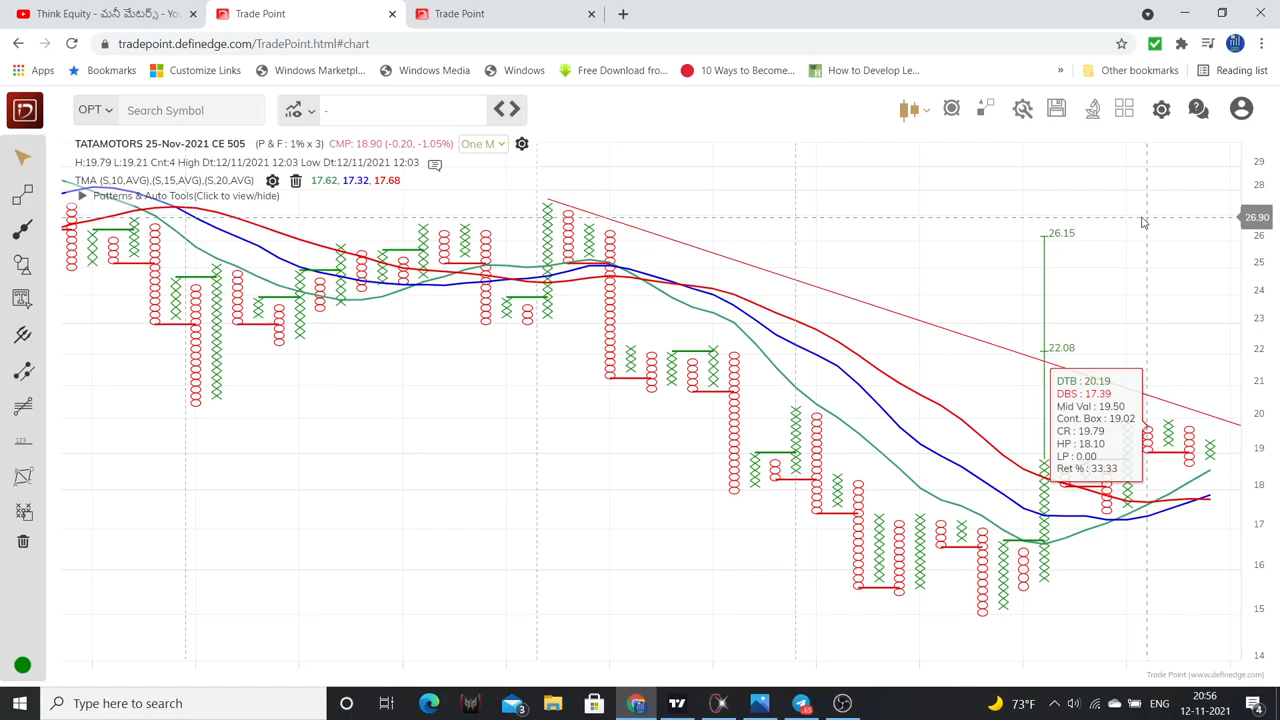 Think Equity - మనీ మేటర్స్ - You
Trade Point
Trade Point
tradepoint.definedge.com/TradePoint.html#chart
Apps
Bookmarks
Customize Links
Windows Marketpl...
Windows Media
Windows
Free Download fro...
10 Ways to Become...
How to Develop Le...
»
Other bookmarks
Reading list
OPT
Search Symbol
-
TATAMOTORS 25-Nov-2021 CE 505 (P & F : 1% x 3) CMP: 18.90 (-0.20, -1.05%) One M
H:19.79 L:19.21 Cnt:4 High Dt:12/11/2021 12:03 Low Dt:12/11/2021 12:03
TMA (S,10,AVG),(S,15,AVG),(S,20,AVG) 17.62, 17.32, 17.68
Patterns & Auto Tools(Click to view/hide)
29
28
26.90
26
25
24
23
22
21
20
19
18
17
16
15
14
26.15
22.08
DTB : 20.19
DBS : 17.39
Mid Val : 19.50
Cont. Box : 19.02
CR : 19.79
HP : 18.10
LP : 0.00
Ret % : 33.33
123
Trade Point (www.definedge.com)
Type here to search
3
65
73°F
ENG
20:56
12-11-2021
4